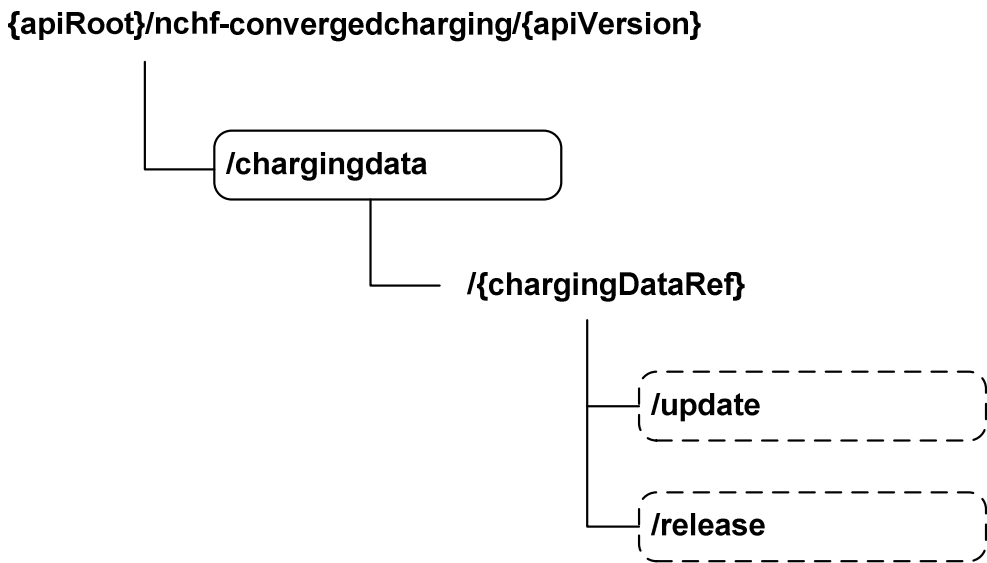 {apiRoot}/nchf-convergedcharging/{apiVersion}
/chargingdata
/{chargingDataRef}
/update
/release